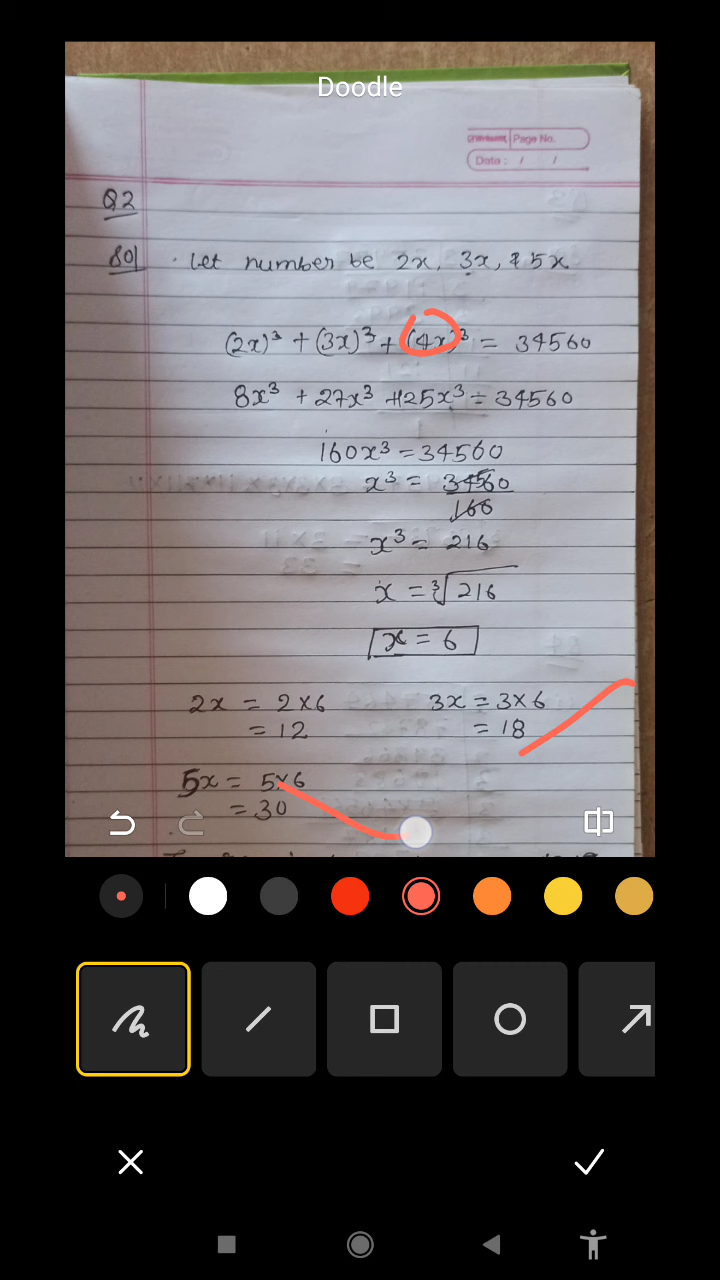 Doodle
Page No.
Date : / /
Q2
Sol
Let number be 2x, 3x, & 5x
(2x)³ + (3x)³ + (4x)³ = 34560
8x³ + 27x³ + 125x³ = 34560
160x³ = 34560
x³ = 34560
160
x³ = 216
x = ³√216
x = 6
2x = 2×6
= 12
3x = 3×6
= 18
5x = 5×6
= 30